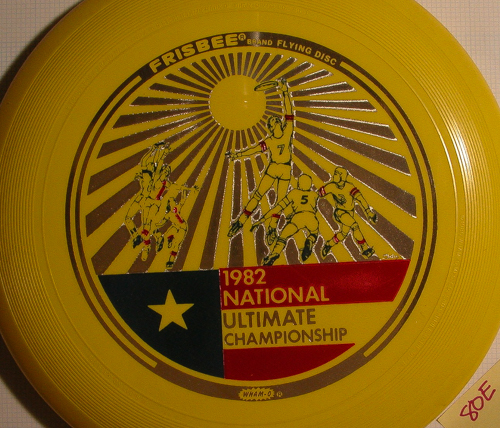 FRISBEE® BRAND FLYING DISC
7
5
1982
NATIONAL
ULTIMATE
CHAMPIONSHIP
WHAM-O ®
80E